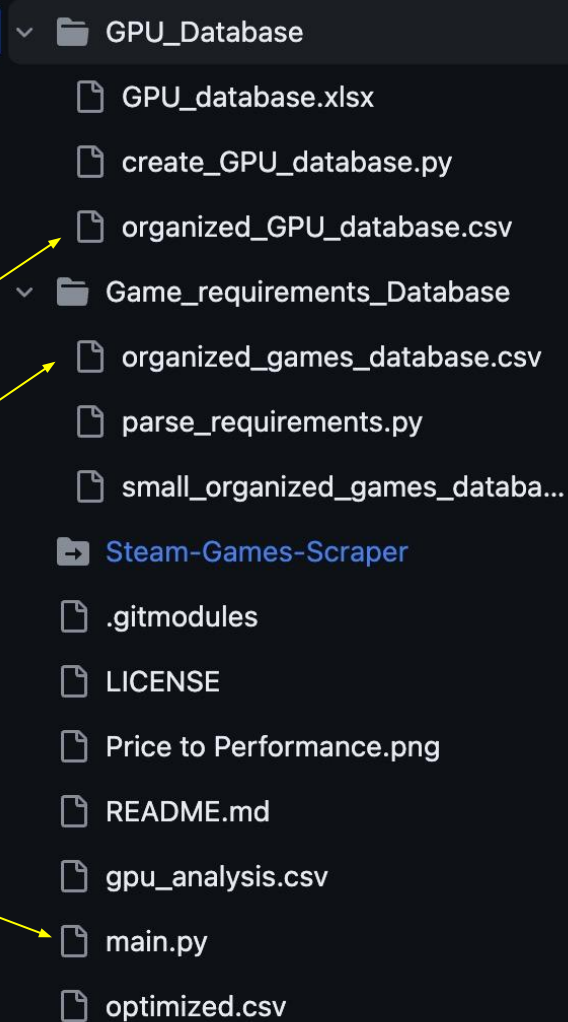 GPU_Database
GPU_database.xlsx
create_GPU_database.py
organized_GPU_database.csv
Game_requirements_Database
organized_games_database.csv
parse_requirements.py
small_organized_games_databa...
Steam-Games-Scraper
.gitmodules
LICENSE
Price to Performance.png
README.md
gpu_analysis.csv
main.py
optimized.csv